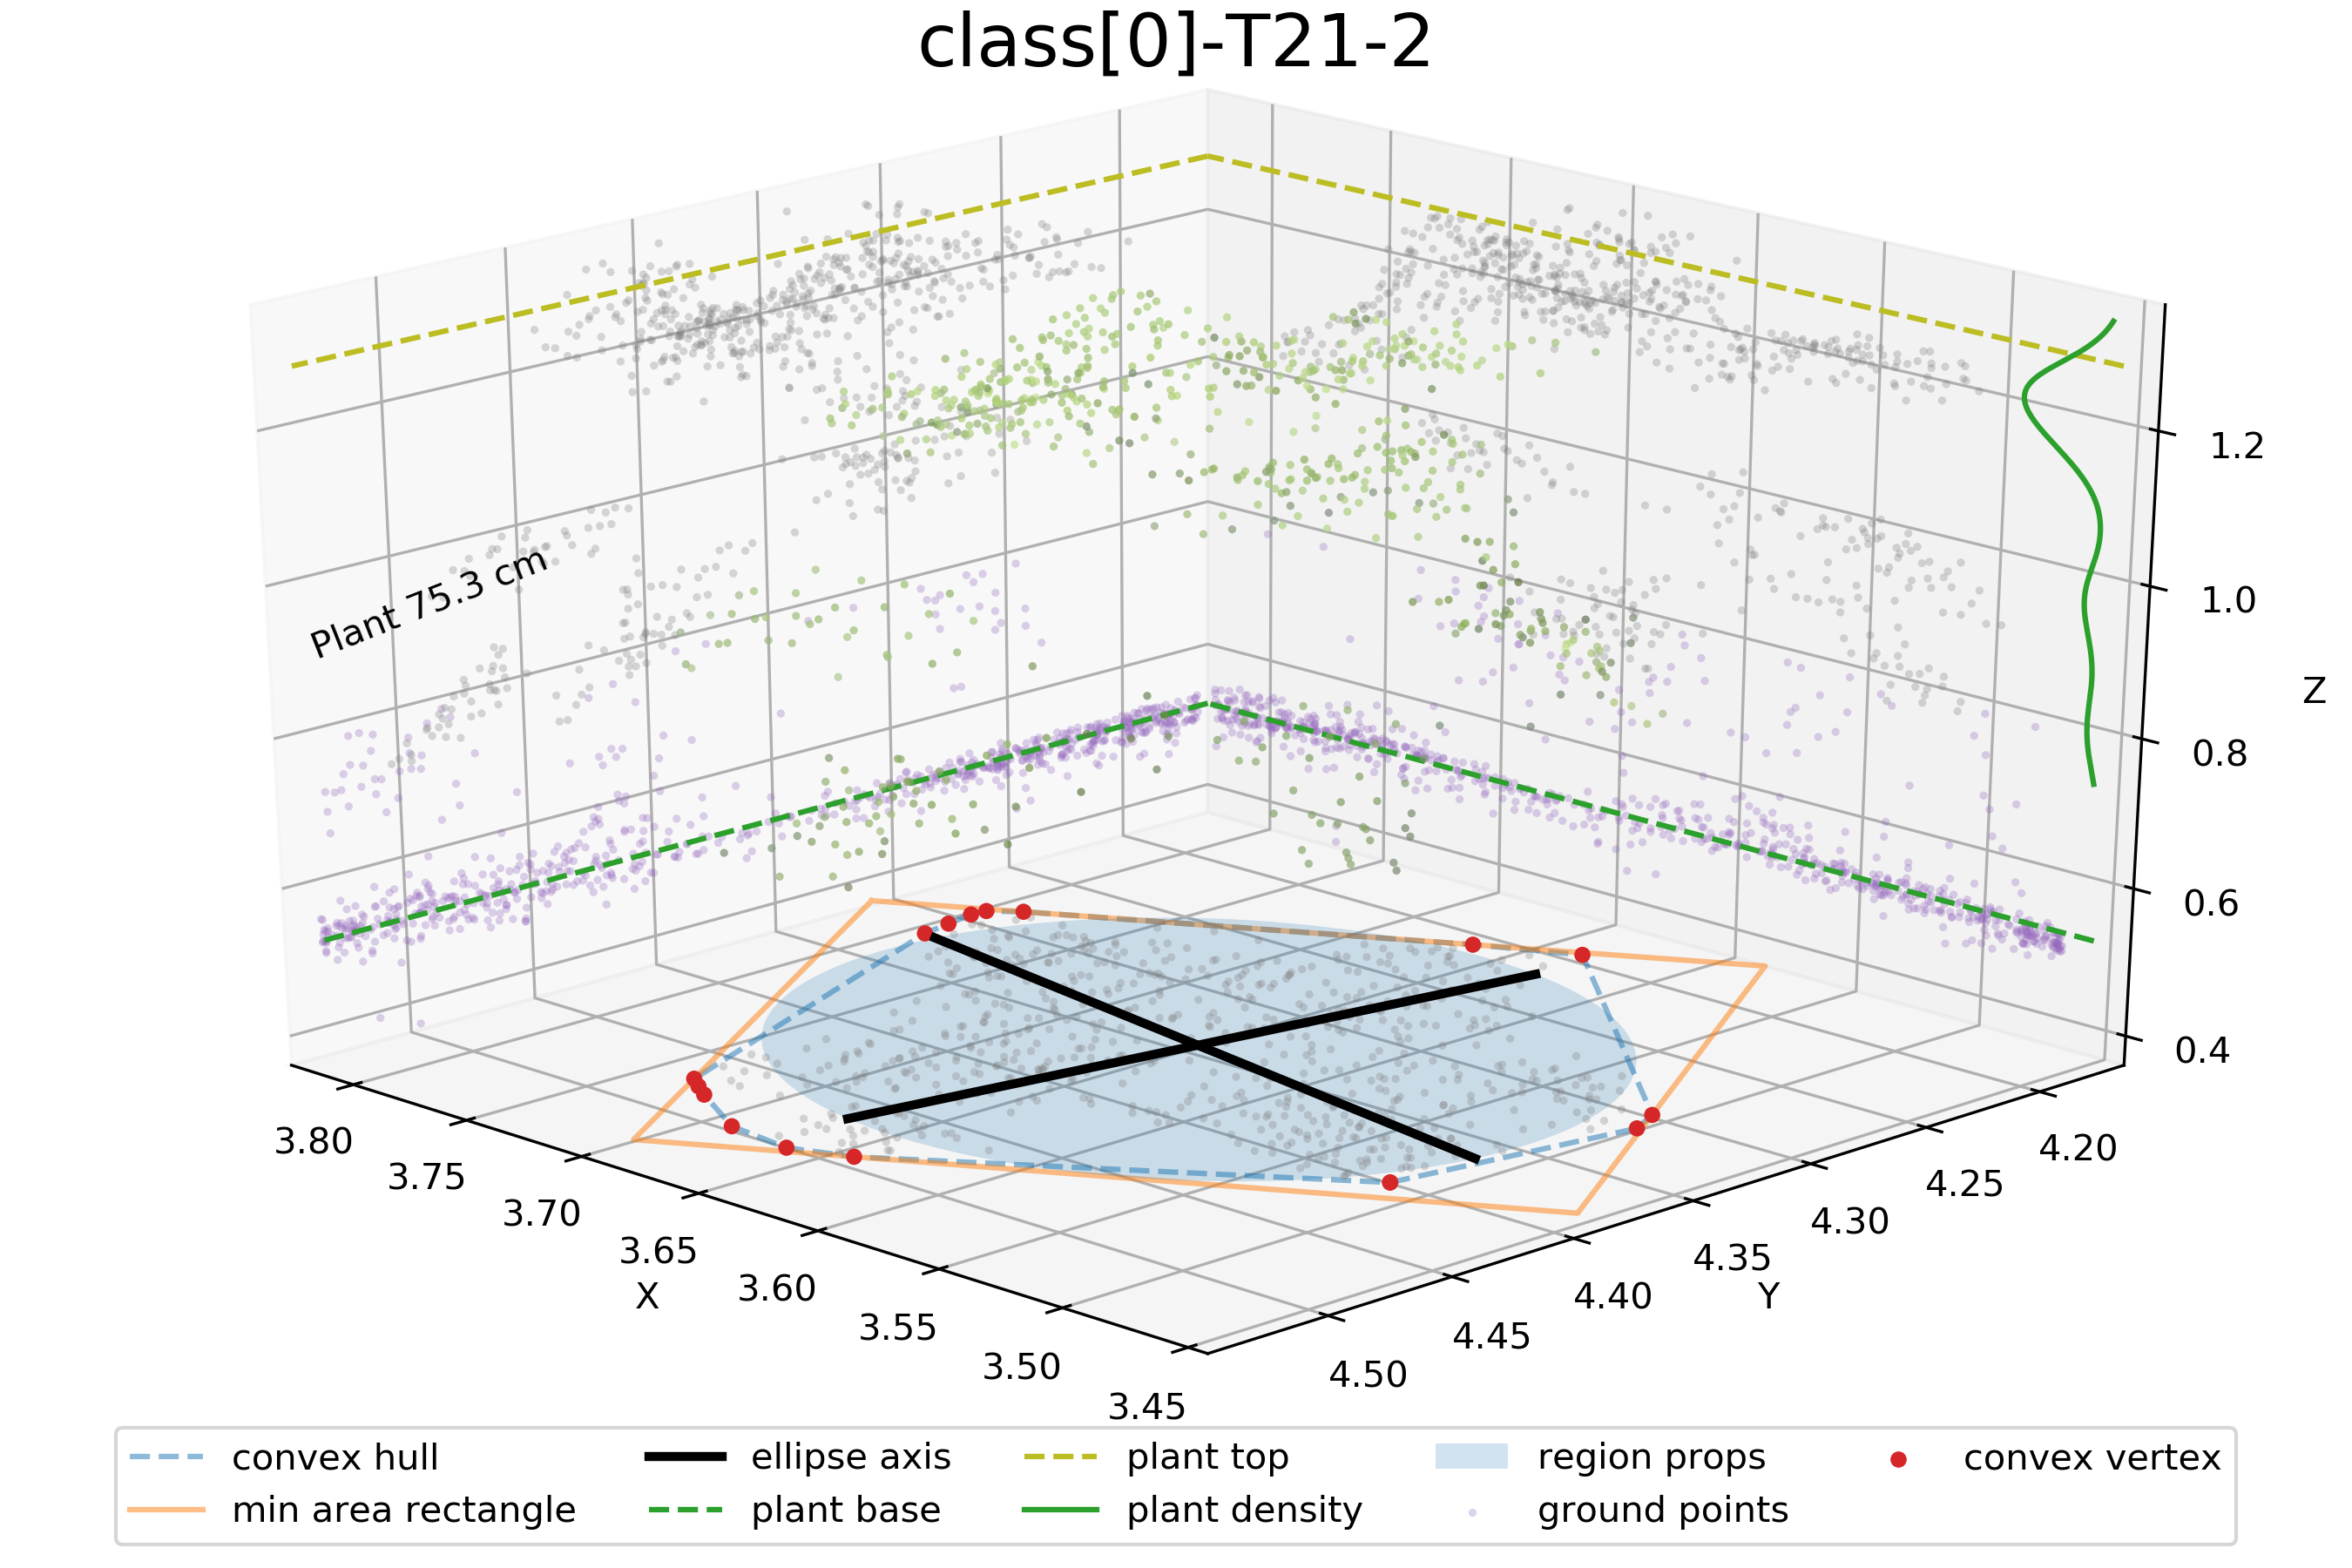 class[0]-T21-2
Plant 75.3 cm
1.2
1.0
0.8
0.6
0.4
Z
3.80
3.75
3.70
3.65
3.60
3.55
3.50
3.45
X
4.20
4.25
4.30
4.35
4.40
4.45
4.50
Y
convex hull
min area rectangle
ellipse axis
plant base
plant top
plant density
region props
ground points
convex vertex